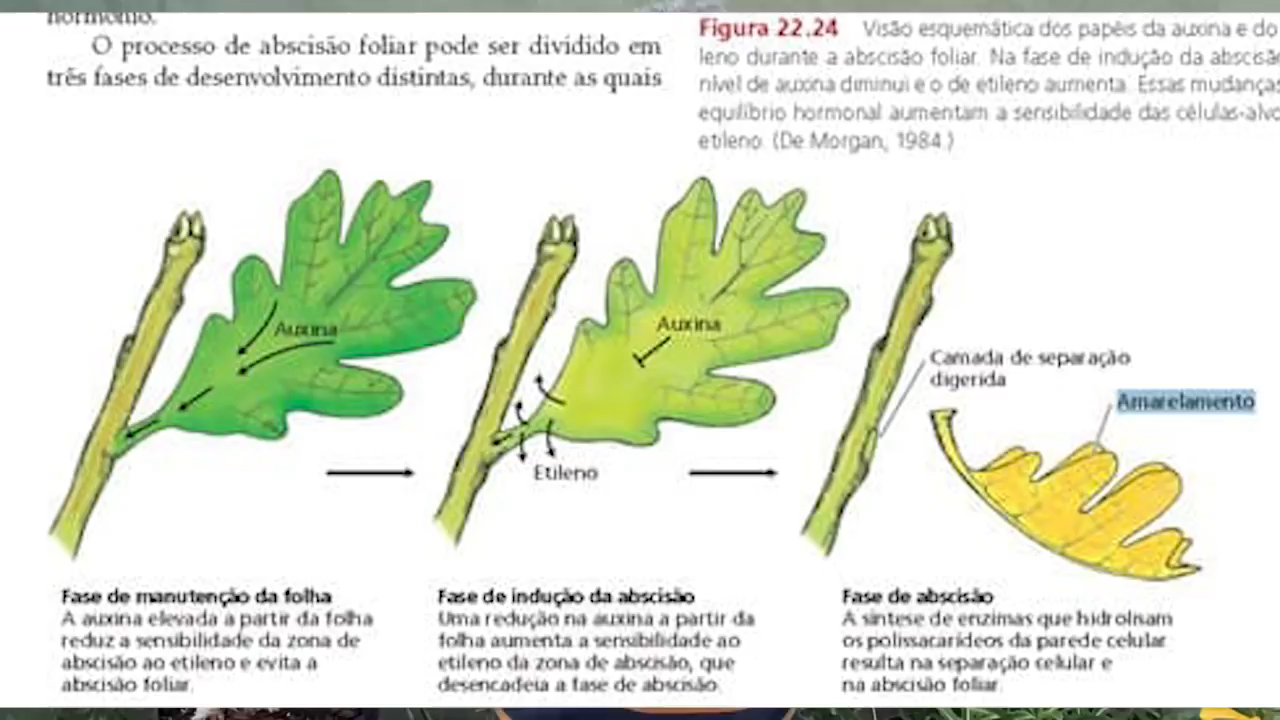 hormônio.
O processo de abscisão foliar pode ser dividido em
três fases de desenvolvimento distintas, durante as quais
Figura 22.24 Visão esquemática dos papéis da auxina e do
leno durante a abscisão foliar. Na fase de indução da abscisã
nível de auxina diminui e o de etileno aumenta. Essas mudanças
equilíbrio hormonal aumentam a sensibilidade das células-alvo
etileno. (De Morgan, 1984.)
Auxina
Auxina
Etileno
Camada de separação
digerida
Amarelamento
Fase de manutenção da folha
A auxina elevada a partir da folha
reduz a sensibilidade da zona de
abscisão ao etileno e evita a
abscisão foliar.
Fase de indução da abscisão
Uma redução na auxina a partir da
folha aumenta a sensibilidade ao
etileno da zona de abscisão, que
desencadeia a fase de abscisão.
Fase de abscisão
A síntese de enzimas que hidrolisam
os polissacarídeos da parede celular
resulta na separação celular e
na abscisão foliar.